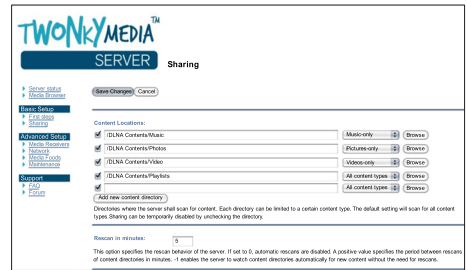 TWONKYMEDIA TM
SERVER
Sharing
Server status
Media Browser
Save Changes Cancel
Basic Setup
First steps
Sharing
Advanced Setup
Media Receivers
Network
Media Feeds
Maintenance
Support
FAQ
Forum
Content Locations:
/DLNA Contents/Music Music-only Browse
/DLNA Contents/Photos Pictures-only Browse
/DLNA Contents/Video Videos-only Browse
/DLNA Contents/Playlists All content types Browse
All content types Browse
Add new content directory
Directories where the server shall scan for content. Each directory can be limited to a certain content type. The default setting will scan for all content
types.Sharing can be temporarily disabled by unchecking the directory.
Rescan in minutes: 5
This option specifies the rescan behavior of the server. If set to 0, automatic rescans are disabled. A positive value specifies the period between rescans
of content directories in minutes. -1 enables the server to watch content directories automatically for new content without the need for rescans.